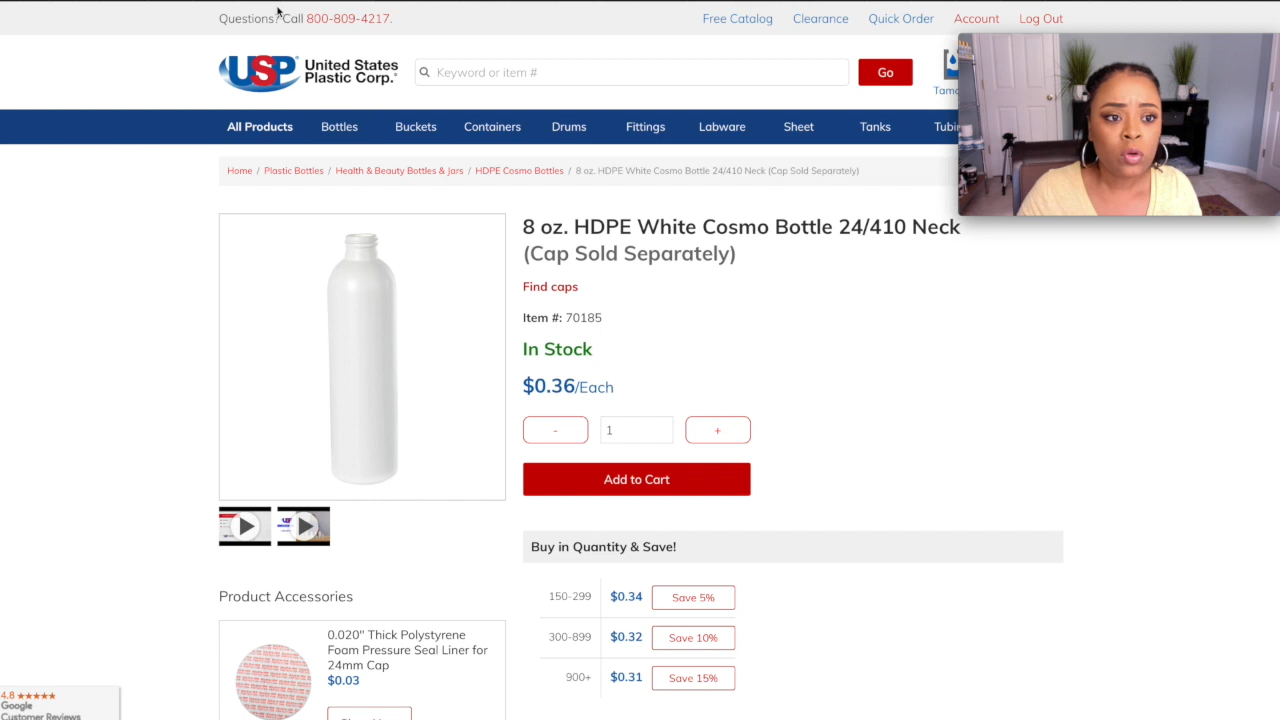 Questions? Call 800-809-4217.
Free Catalog
Clearance
Quick Order
Account
Log Out
USP
United States
Plastic Corp.
Keyword or item #
Go
All Products
Bottles
Buckets
Containers
Drums
Fittings
Labware
Sheet
Tanks
Home / Plastic Bottles / Health & Beauty Bottles & Jars / HDPE Cosmo Bottles / 8 oz. HDPE White Cosmo Bottle 24/410 Neck (Cap Sold Separately)
8 oz. HDPE White Cosmo Bottle 24/410 Neck
(Cap Sold Separately)
Find caps
Item #: 70185
In Stock
$0.36/Each
-
1
+
Add to Cart
Buy in Quantity & Save!
150-299 $0.34 Save 5%
300-899 $0.32 Save 10%
900+ $0.31 Save 15%
Product Accessories
0.020" Thick Polystyrene
Foam Pressure Seal Liner for
24mm Cap
$0.03
4.8 ★★★★★
Google
Customer Reviews